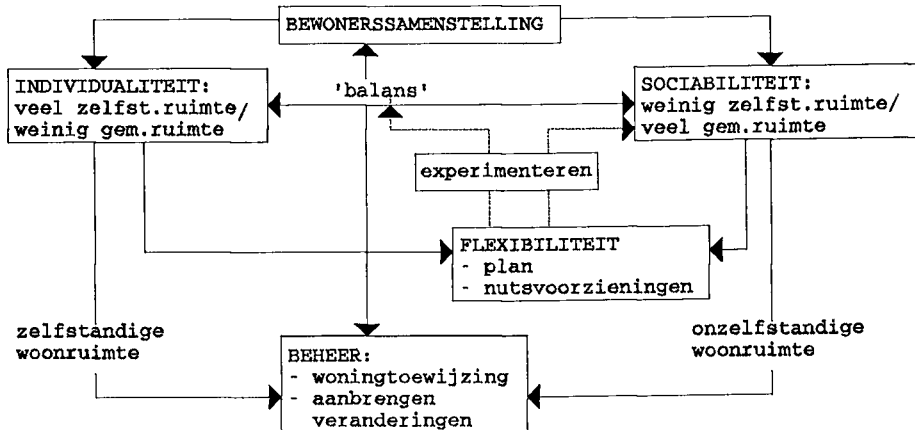 BEWONERSSAMENSTELLING
INDIVIDUALITEIT:
veel zelfst.ruimte/
weinig gem.ruimte
'balans'
SOCIABILITEIT:
weinig zelfst.ruimte/
veel gem.ruimte
experimenteren
FLEXIBILITEIT
- plan
- nutsvoorzieningen
zelfstandige
woonruimte
onzelfstandige
woonruimte
BEHEER:
- woningtoewijzing
- aanbrengen
veranderingen